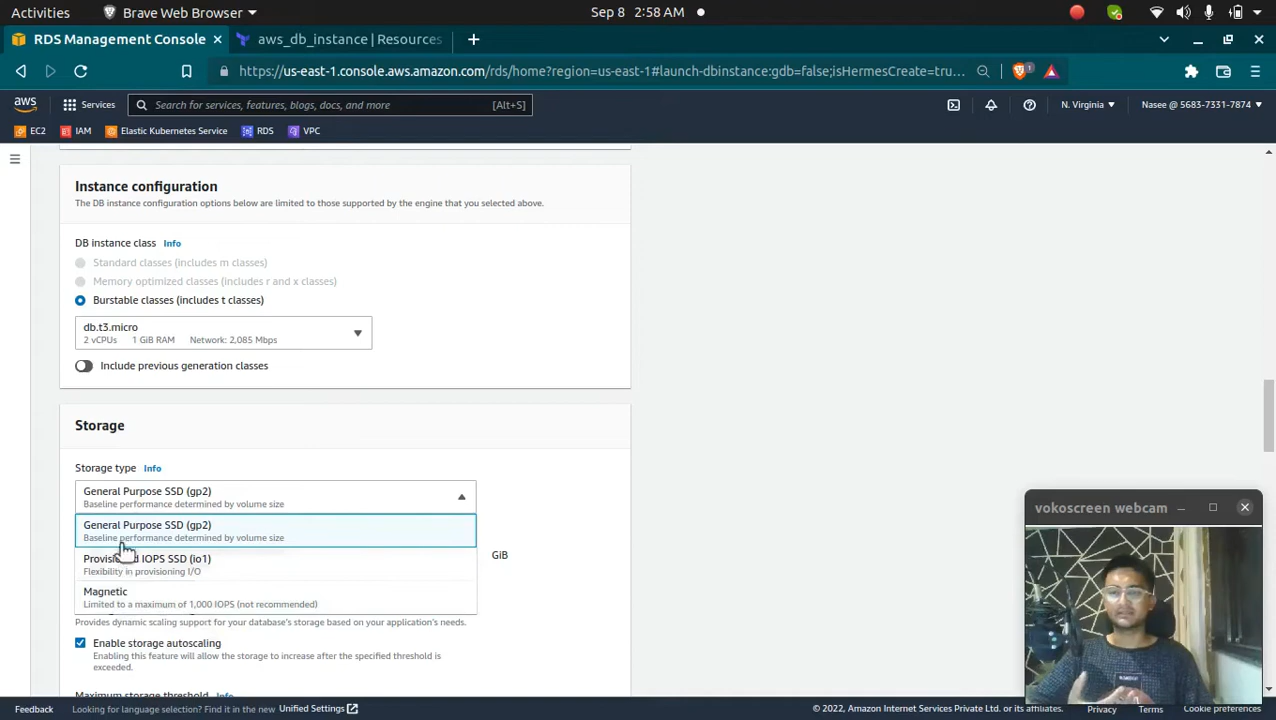 Activities
Brave Web Browser
Sep 8 2:58 AM
RDS Management Console
aws_db_instance | Resources
https://us-east-1.console.aws.amazon.com/rds/home?region=us-east-1#launch-dbinstance:gdb=false;isHermesCreate=tru...
aws
Services
Search for services, features, blogs, docs, and more
[Alt+S]
N. Virginia
Nasee @ 5683-7331-7874
EC2
IAM
Elastic Kubernetes Service
RDS
VPC
Instance configuration
The DB instance configuration options below are limited to those supported by the engine that you selected above.
DB instance class Info
Standard classes (includes m classes)
Memory optimized classes (includes r and x classes)
Burstable classes (includes t classes)
db.t3.micro
2 vCPUs 1 GiB RAM Network: 2,085 Mbps
Include previous generation classes
Storage
Storage type Info
General Purpose SSD (gp2)
Baseline performance determined by volume size
General Purpose SSD (gp2)
Baseline performance determined by volume size
GiB
IOPS SSD (io1)
Flexibility in provisioning I/O
Magnetic
Limited to a maximum of 1,000 IOPS (not recommended)
Provides dynamic scaling support for your database's storage based on your application's needs.
Enable storage autoscaling
Enabling this feature will allow the storage to increase after the specified threshold is
exceeded.
Maximum storage threshold Info
vokoscreen webcam
Feedback
Looking for language selection? Find it in the new Unified Settings
© 2022, Amazon Internet Services Private Ltd. or its affiliates.
Privacy
Terms
Cookie preferences